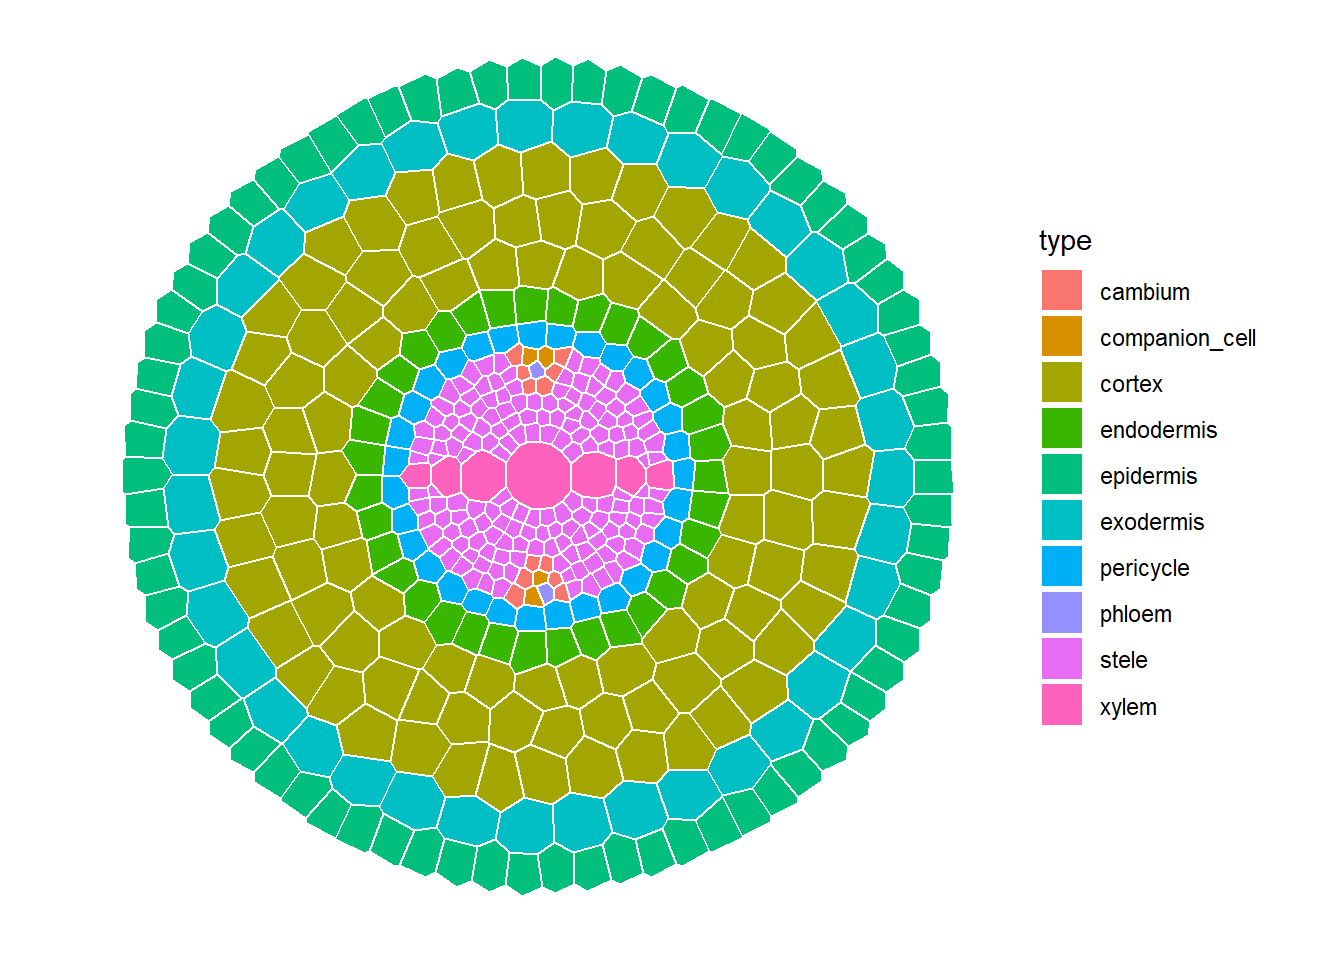 type
cambium
companion_cell
cortex
endodermis
epidermis
exodermis
pericycle
phloem
stele
xylem